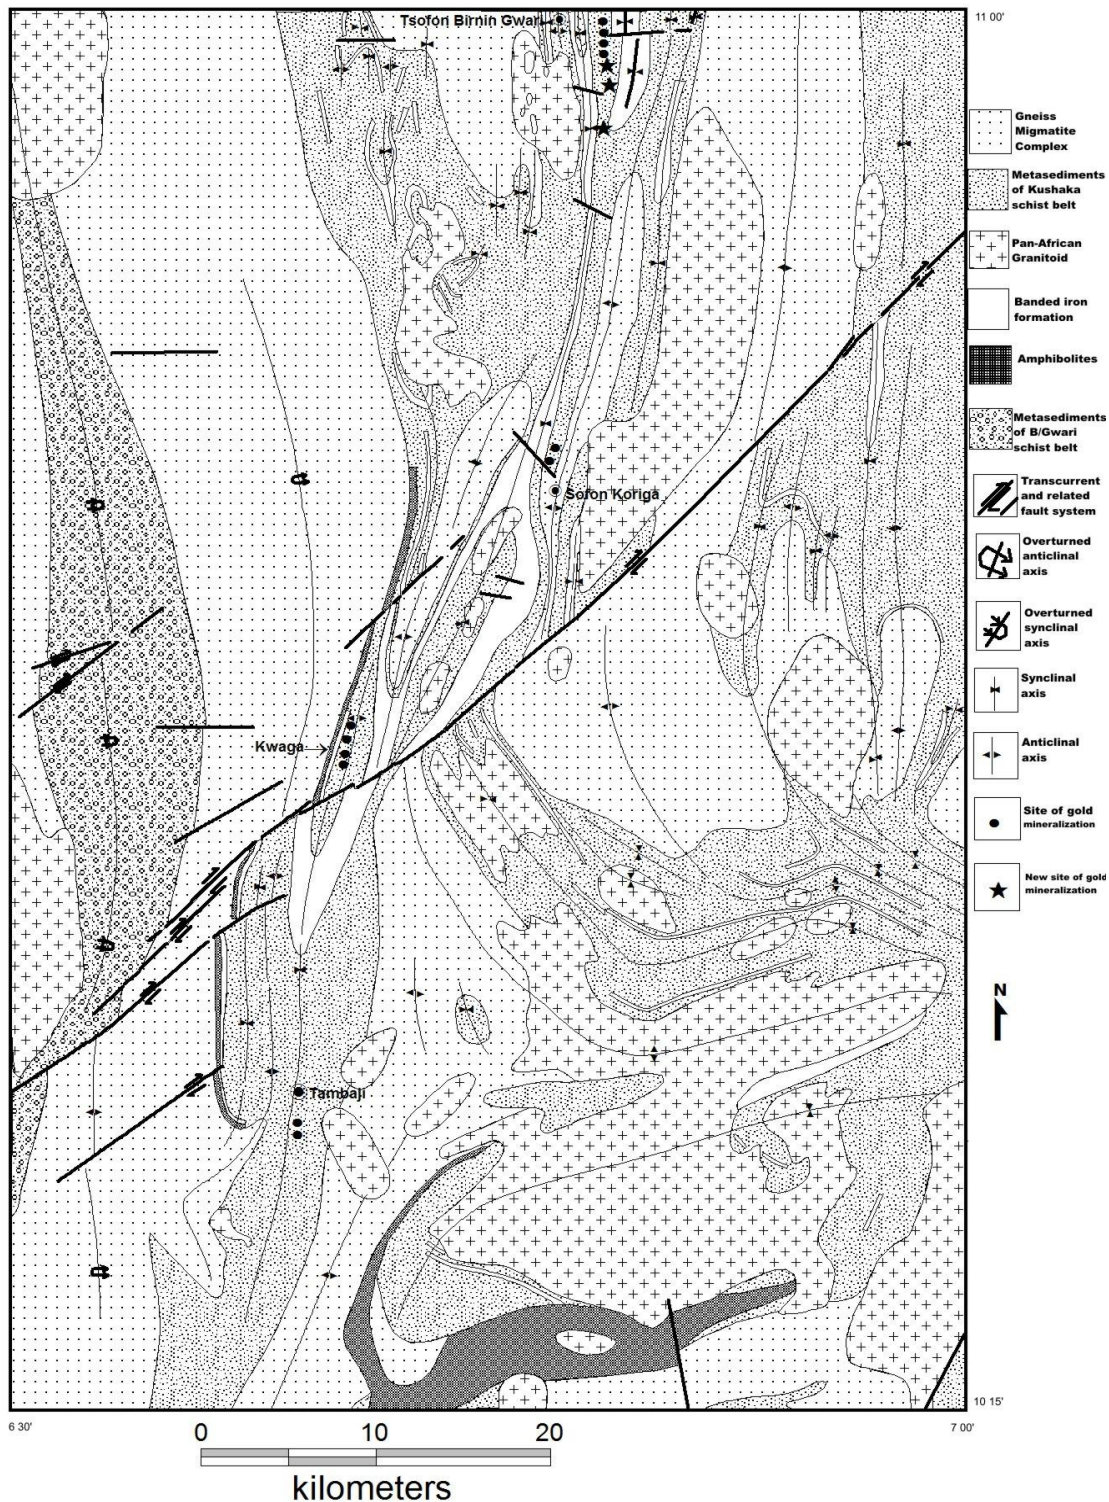 Tsofon Birnin Gwari
11 00'
Gneiss
Migmatite
Complex
Metasediments
of Kushaka
schist belt
Pan-African
Granitoid
Banded iron
formation
Amphibolites
Metasediments
of B/Gwari
schist belt
Transcurrent
and related
fault system
Overturned
anticlinal
axis
Overturned
synclinal
axis
Synclinal
axis
Anticlinal
axis
Site of gold
mineralization
New site of gold
mineralization
N
Sofon Koriga
Kwaga
Tambaji
10 15'
6 30'
7 00'
0 10 20
kilometers